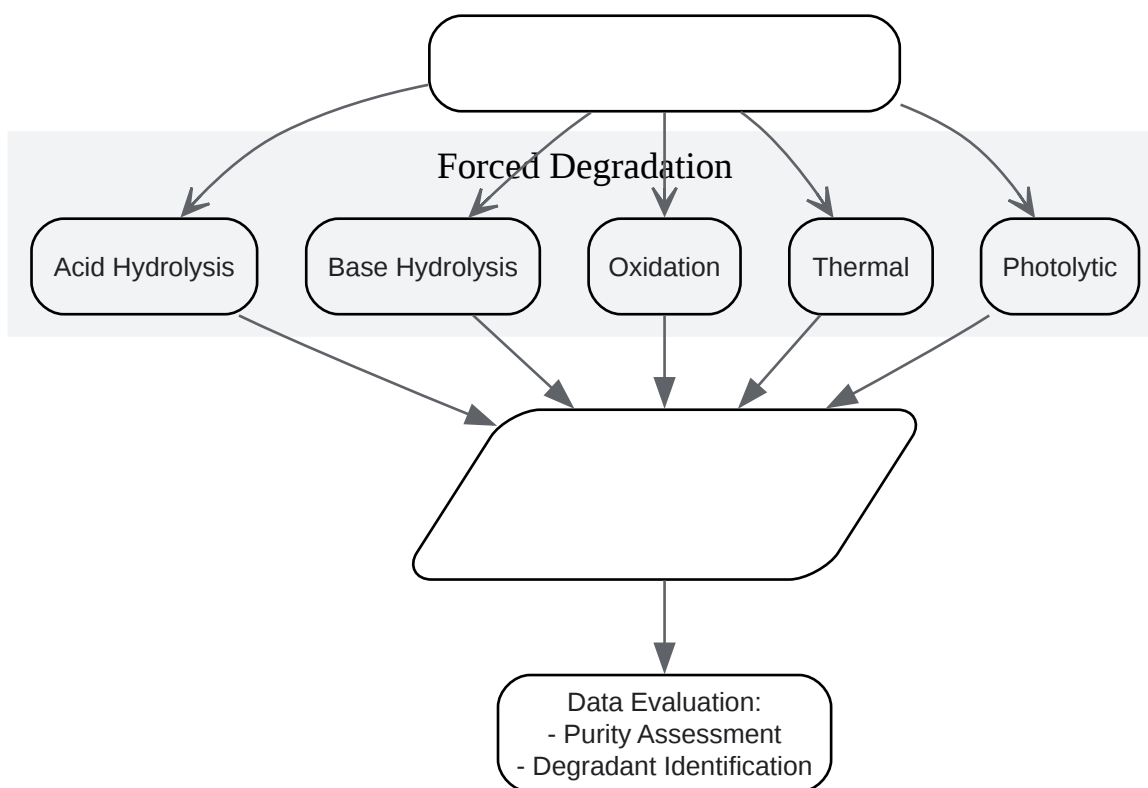 Forced Degradation
Acid Hydrolysis
Base Hydrolysis
Oxidation
Thermal
Photolytic
Data Evaluation:
- Purity Assessment
- Degradant Identification